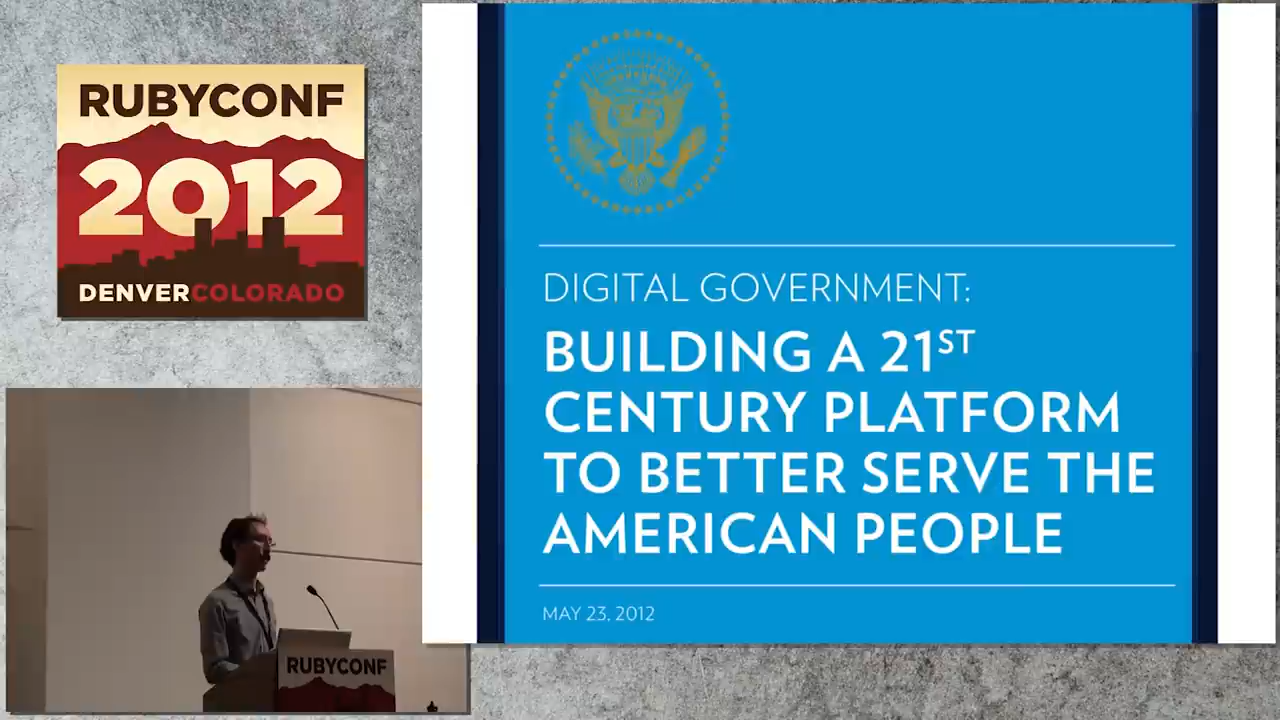 RUBYCONF
2012
DENVERCOLORADO
DIGITAL GOVERNMENT:
BUILDING A 21ST
CENTURY PLATFORM
TO BETTER SERVE THE
AMERICAN PEOPLE
MAY 23, 2012
RUBYCONF